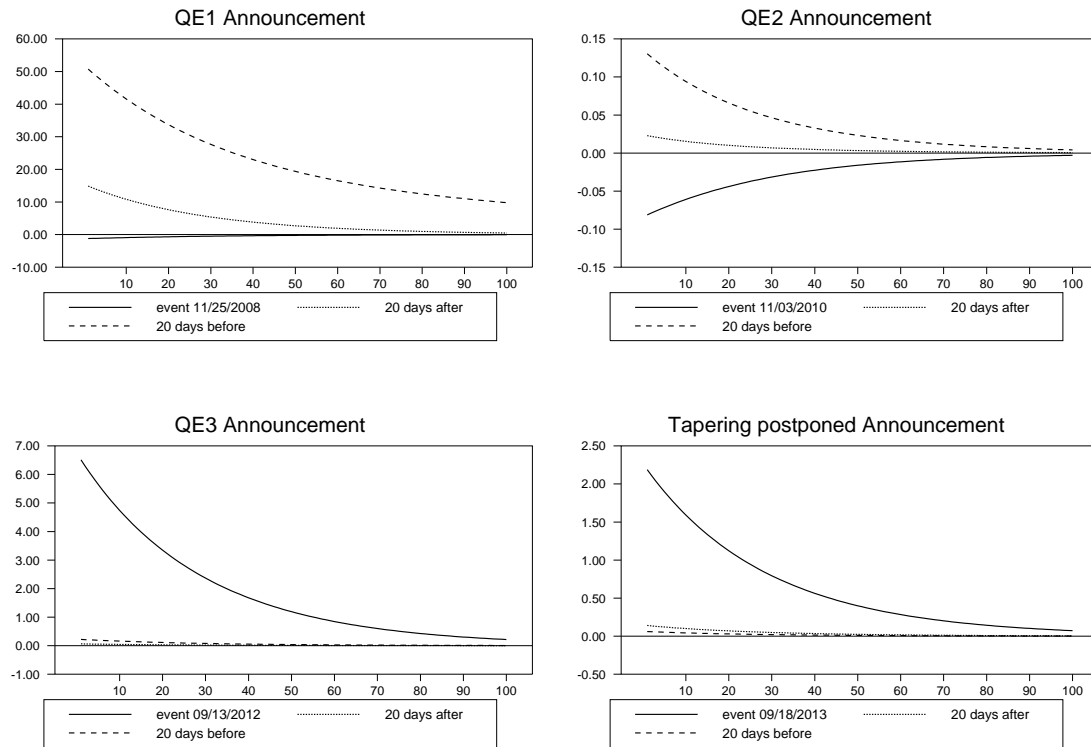 QE1 Announcement
60.00
50.00
40.00
30.00
20.00
10.00
0.00
-10.00
10 20 30 40 50 60 70 80 90 100
event 11/25/2008 20 days after
20 days before
QE2 Announcement
0.15
0.10
0.05
0.00
-0.05
-0.10
-0.15
10 20 30 40 50 60 70 80 90 100
event 11/03/2010 20 days after
20 days before
QE3 Announcement
7.00
6.00
5.00
4.00
3.00
2.00
1.00
0.00
-1.00
10 20 30 40 50 60 70 80 90 100
event 09/13/2012 20 days after
20 days before
Tapering postponed Announcement
2.50
2.00
1.50
1.00
0.50
0.00
-0.50
10 20 30 40 50 60 70 80 90 100
event 09/18/2013 20 days after
20 days before